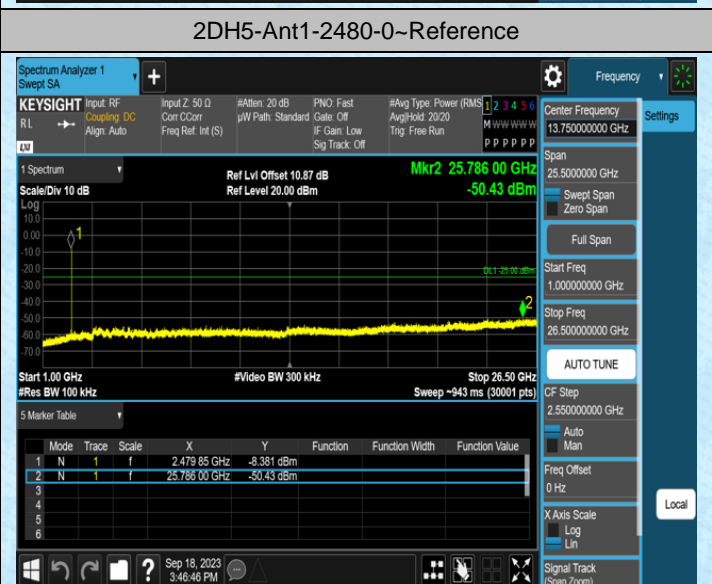 2DH5-Ant1-2480-0~Reference
Spectrum Analyzer 1
Swept SA
Frequency
KEYSIGHT
RL
LXI
Input: RF
Coupling: DC
Align: Auto
Input Z: 50 Ω
Corr CCorr
Freq Ref: Int (S)
#Atten: 20 dB
µW Path: Standard
PNO: Fast
Gate: Off
IF Gain: Low
Sig Track: Off
#Avg Type: Power (RMS
Avg|Hold: 20/20
Trig: Free Run
1 2 3 4 5 6
M W W W W W
P P P P P P
1 Spectrum
Scale/Div 10 dB
Ref Lvl Offset 10.87 dB
Ref Level 20.00 dBm
Mkr2 25.786 00 GHz
-50.43 dBm
Log
10.0
0.00
-10.0
-20.0
-30.0
-40.0
-50.0
-60.0
-70.0
1
DL1 -25.00 dBm
2
Start 1.00 GHz
#Res BW 100 kHz
#Video BW 300 kHz
Stop 26.50 GHz
Sweep ~943 ms (30001 pts)
5 Marker Table
Mode Trace Scale X Y Function Function Width Function Value
1 N 1 f 2.479 85 GHz -8.381 dBm
2 N 1 f 25.786 00 GHz -50.43 dBm
3
4
5
6
Center Frequency
13.750000000 GHz
Settings
Span
25.5000000 GHz
Swept Span
Zero Span
Full Span
Start Freq
1.000000000 GHz
Stop Freq
26.500000000 GHz
AUTO TUNE
CF Step
2.550000000 GHz
Auto
Man
Freq Offset
0 Hz
X Axis Scale
Log
Lin
Local
Signal Track
(Span Zoom)
?
Sep 18, 2023
3:46:46 PM